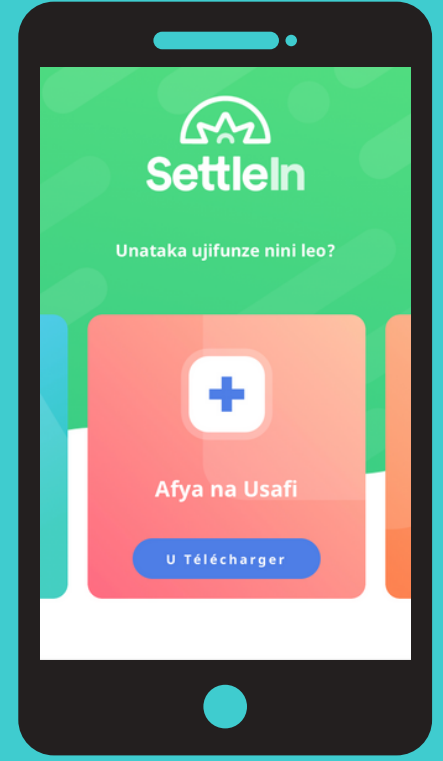 SettleIn
Unataka ujifunze nini leo?
Afya na Usafi
U Télécharger